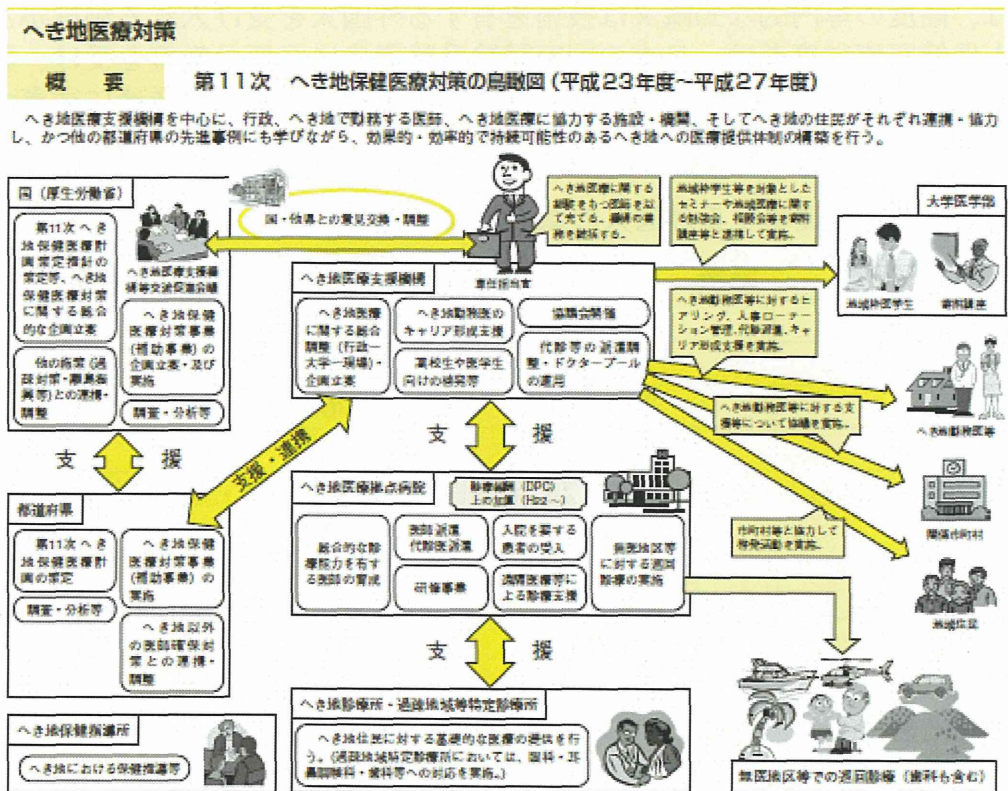 へき地医療対策
概　要
第11次　へき地保健医療対策の鳥瞰図（平成23年度～平成27年度）
へき地医療支援機構を中心に、行政、へき地で勤務する医師、へき地医療に協力する施設・機関、そしてへき地の住民がそれぞれ連携・協力
し、かつ他の都道府県の先進事例にも学びながら、効果的・効率的で持続可能性のあるへき地への医療提供体制の構築を行う。
国（厚生労働省）
第11次へき
地保健医療計
画策定指針の
策定等、へき地
保健医療対策
に関する総合
的な企画立案
他の施策（過
疎対策・離島振
興等）との連携・
調整
へき地医療支援機
構等交流促進会議
へき地保健
医療対策事業
（補助事業）の
企画立案・及び
実施
調査・分析等
国・他県との意見交換・調整
専任担当官
へき地医療に関する
経験をもつ医師を以
て充てる。機構の業
務を統括する。
地域枠学生等を対象とした
セミナーや地域医療に関す
る勉強会、相談会等を寄附
講座等と連携して実施。
大学医学部
地域枠医学生
寄附講座
へき地医療支援機構
へき地医療
に関する総合
調整（行政ー
大学ー現場）・
企画立案
へき地勤務医の
キャリア形成支援
高校生や医学生
向けの啓発等
協議会開催
代診等の派遣調
整・ドクタープール
の運用
へき地勤務医等に対するヒ
アリング、人事ローテー
ション管理、代診派遣、キャ
リア形成支援を実施。
へき地勤務医等
へき地勤務医等に対する支
援等について協議を実施。
関係市町村
市町村等と協力して
啓発活動を実施。
地域住民
支　援
支援・連携
支　援
都道府県
第11次へき
地保健医療計
画の策定
調査・分析等
へき地保健
医療対策事業
（補助事業）の
実施
へき地以外
の医師確保対
策との連携・
調整
へき地医療拠点病院
診療報酬（DPC）
上の加算（H22～）
総合的な診
療能力を有す
る医師の育成
医師派遣
代診医派遣
研修事業
入院を要する
患者の受入
遠隔医療等に
よる診療支援
無医地区等
に対する巡回
診療の実施
支　援
へき地保健指導所
へき地における保健指導等
へき地診療所・過疎地域等特定診療所
へき地住民に対する基礎的な医療の提供を行
う。（過疎地域特定診療所においては、眼科・耳
鼻咽喉科・歯科等への対応を実施。）
無医地区等での巡回診療（歯科も含む）